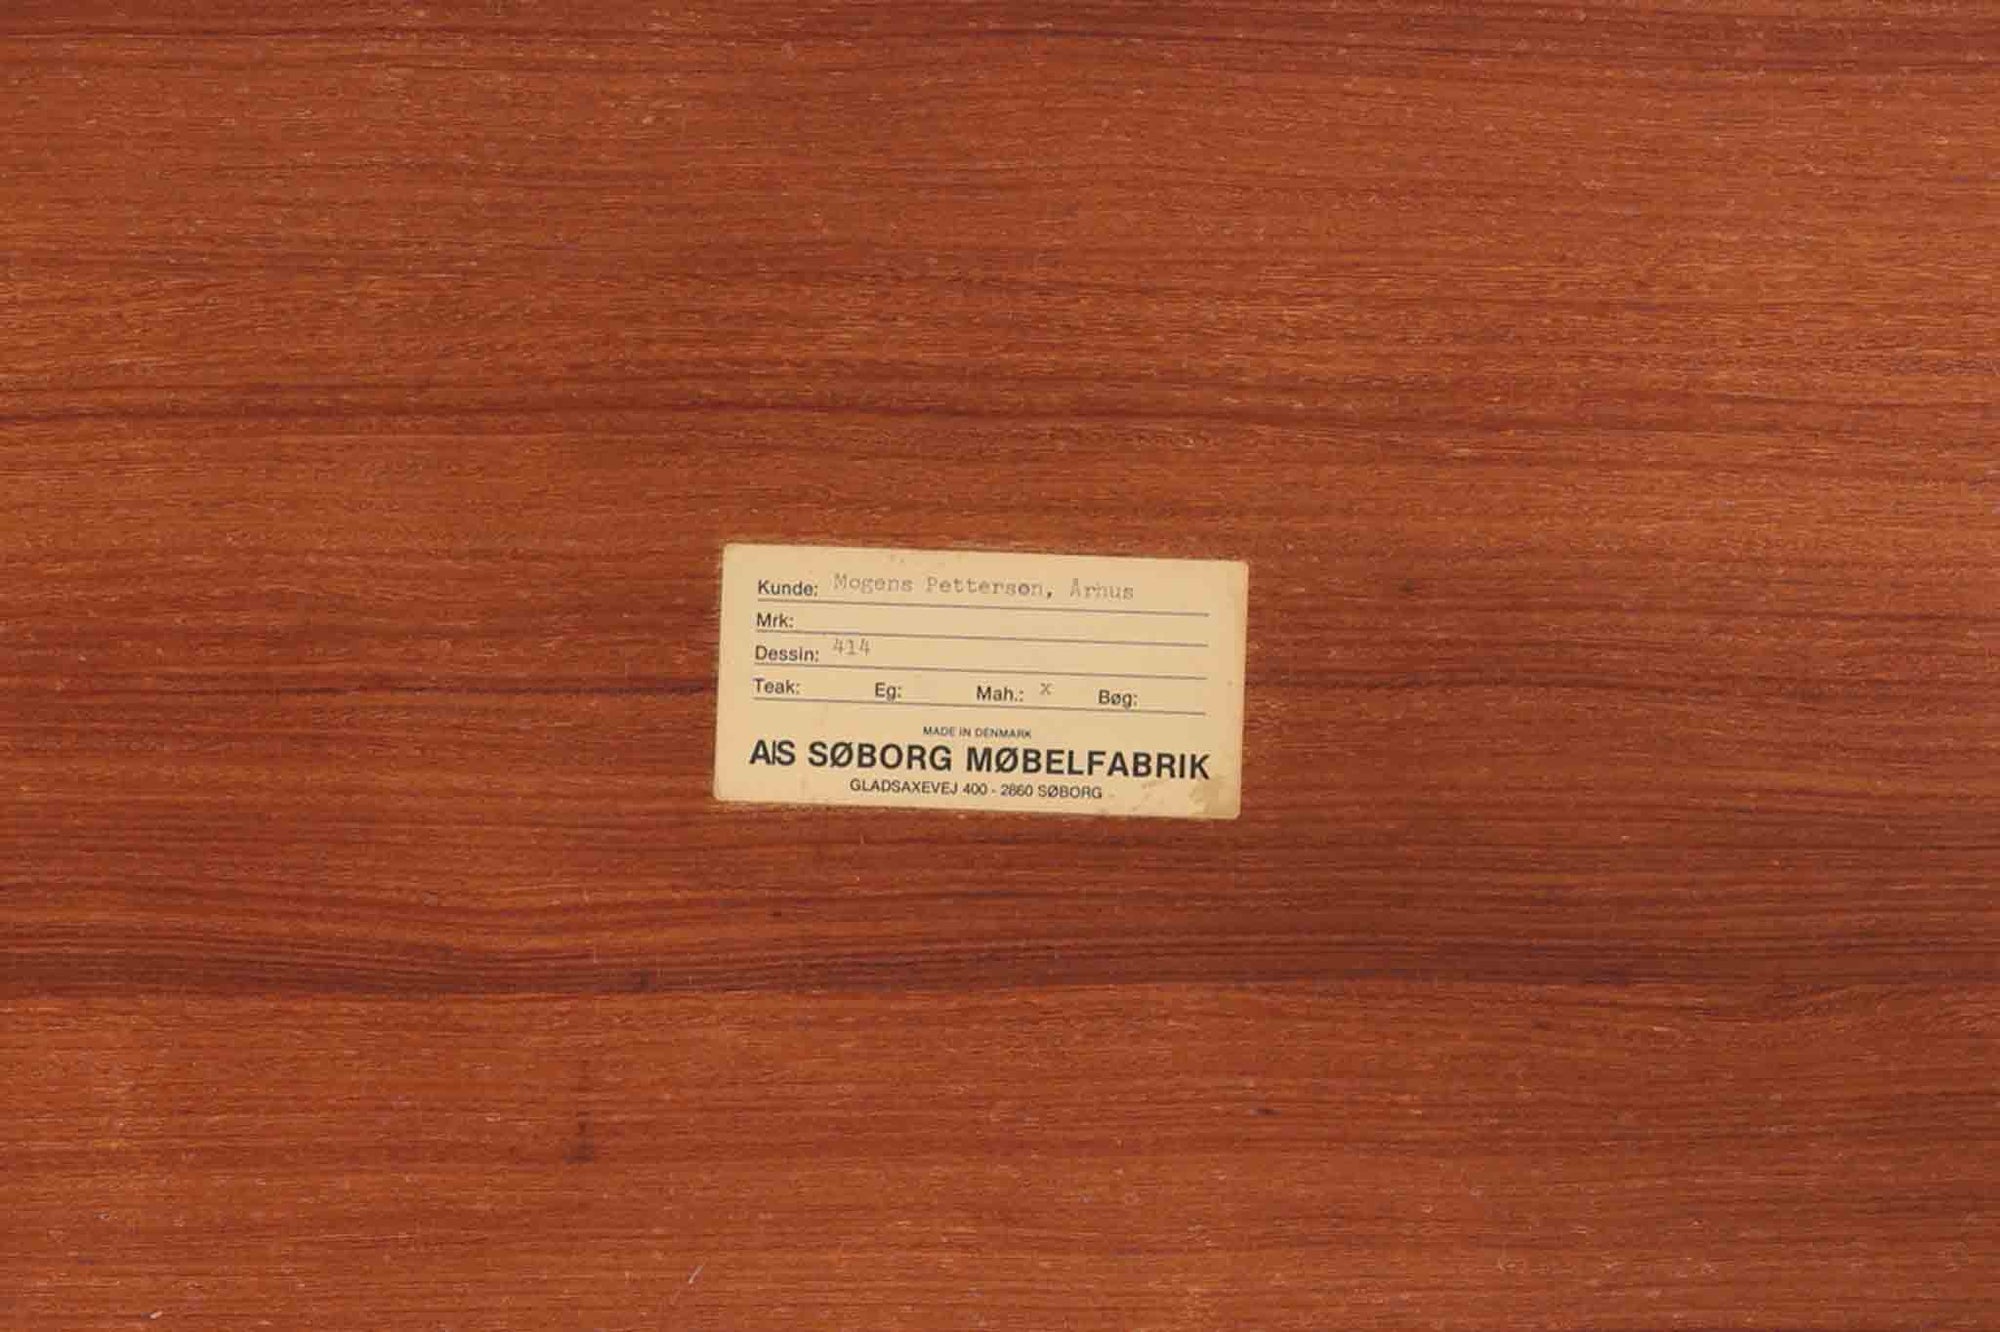 Kunde: Mogens Petterson, Århus
Mrk:
Dessin: 414
Teak: Eg: Mah.: x Bøg:
MADE IN DENMARK
A/S SØBORG MØBELFABRIK
GLADSAXEVEJ 400 - 2860 SØBORG